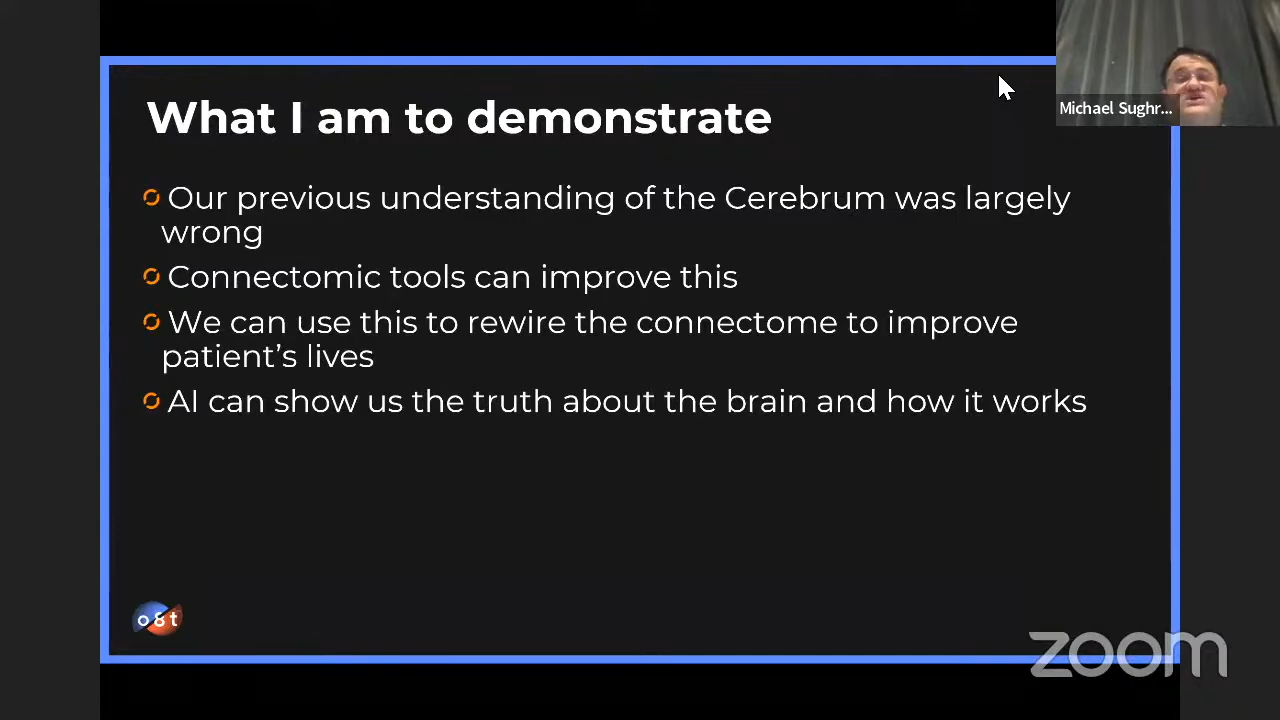 What I am to demonstrate
Michael Sughr...
Our previous understanding of the Cerebrum was largely
wrong
Connectomic tools can improve this
We can use this to rewire the connectome to improve
patient’s lives
AI can show us the truth about the brain and how it works
o8t
zoom